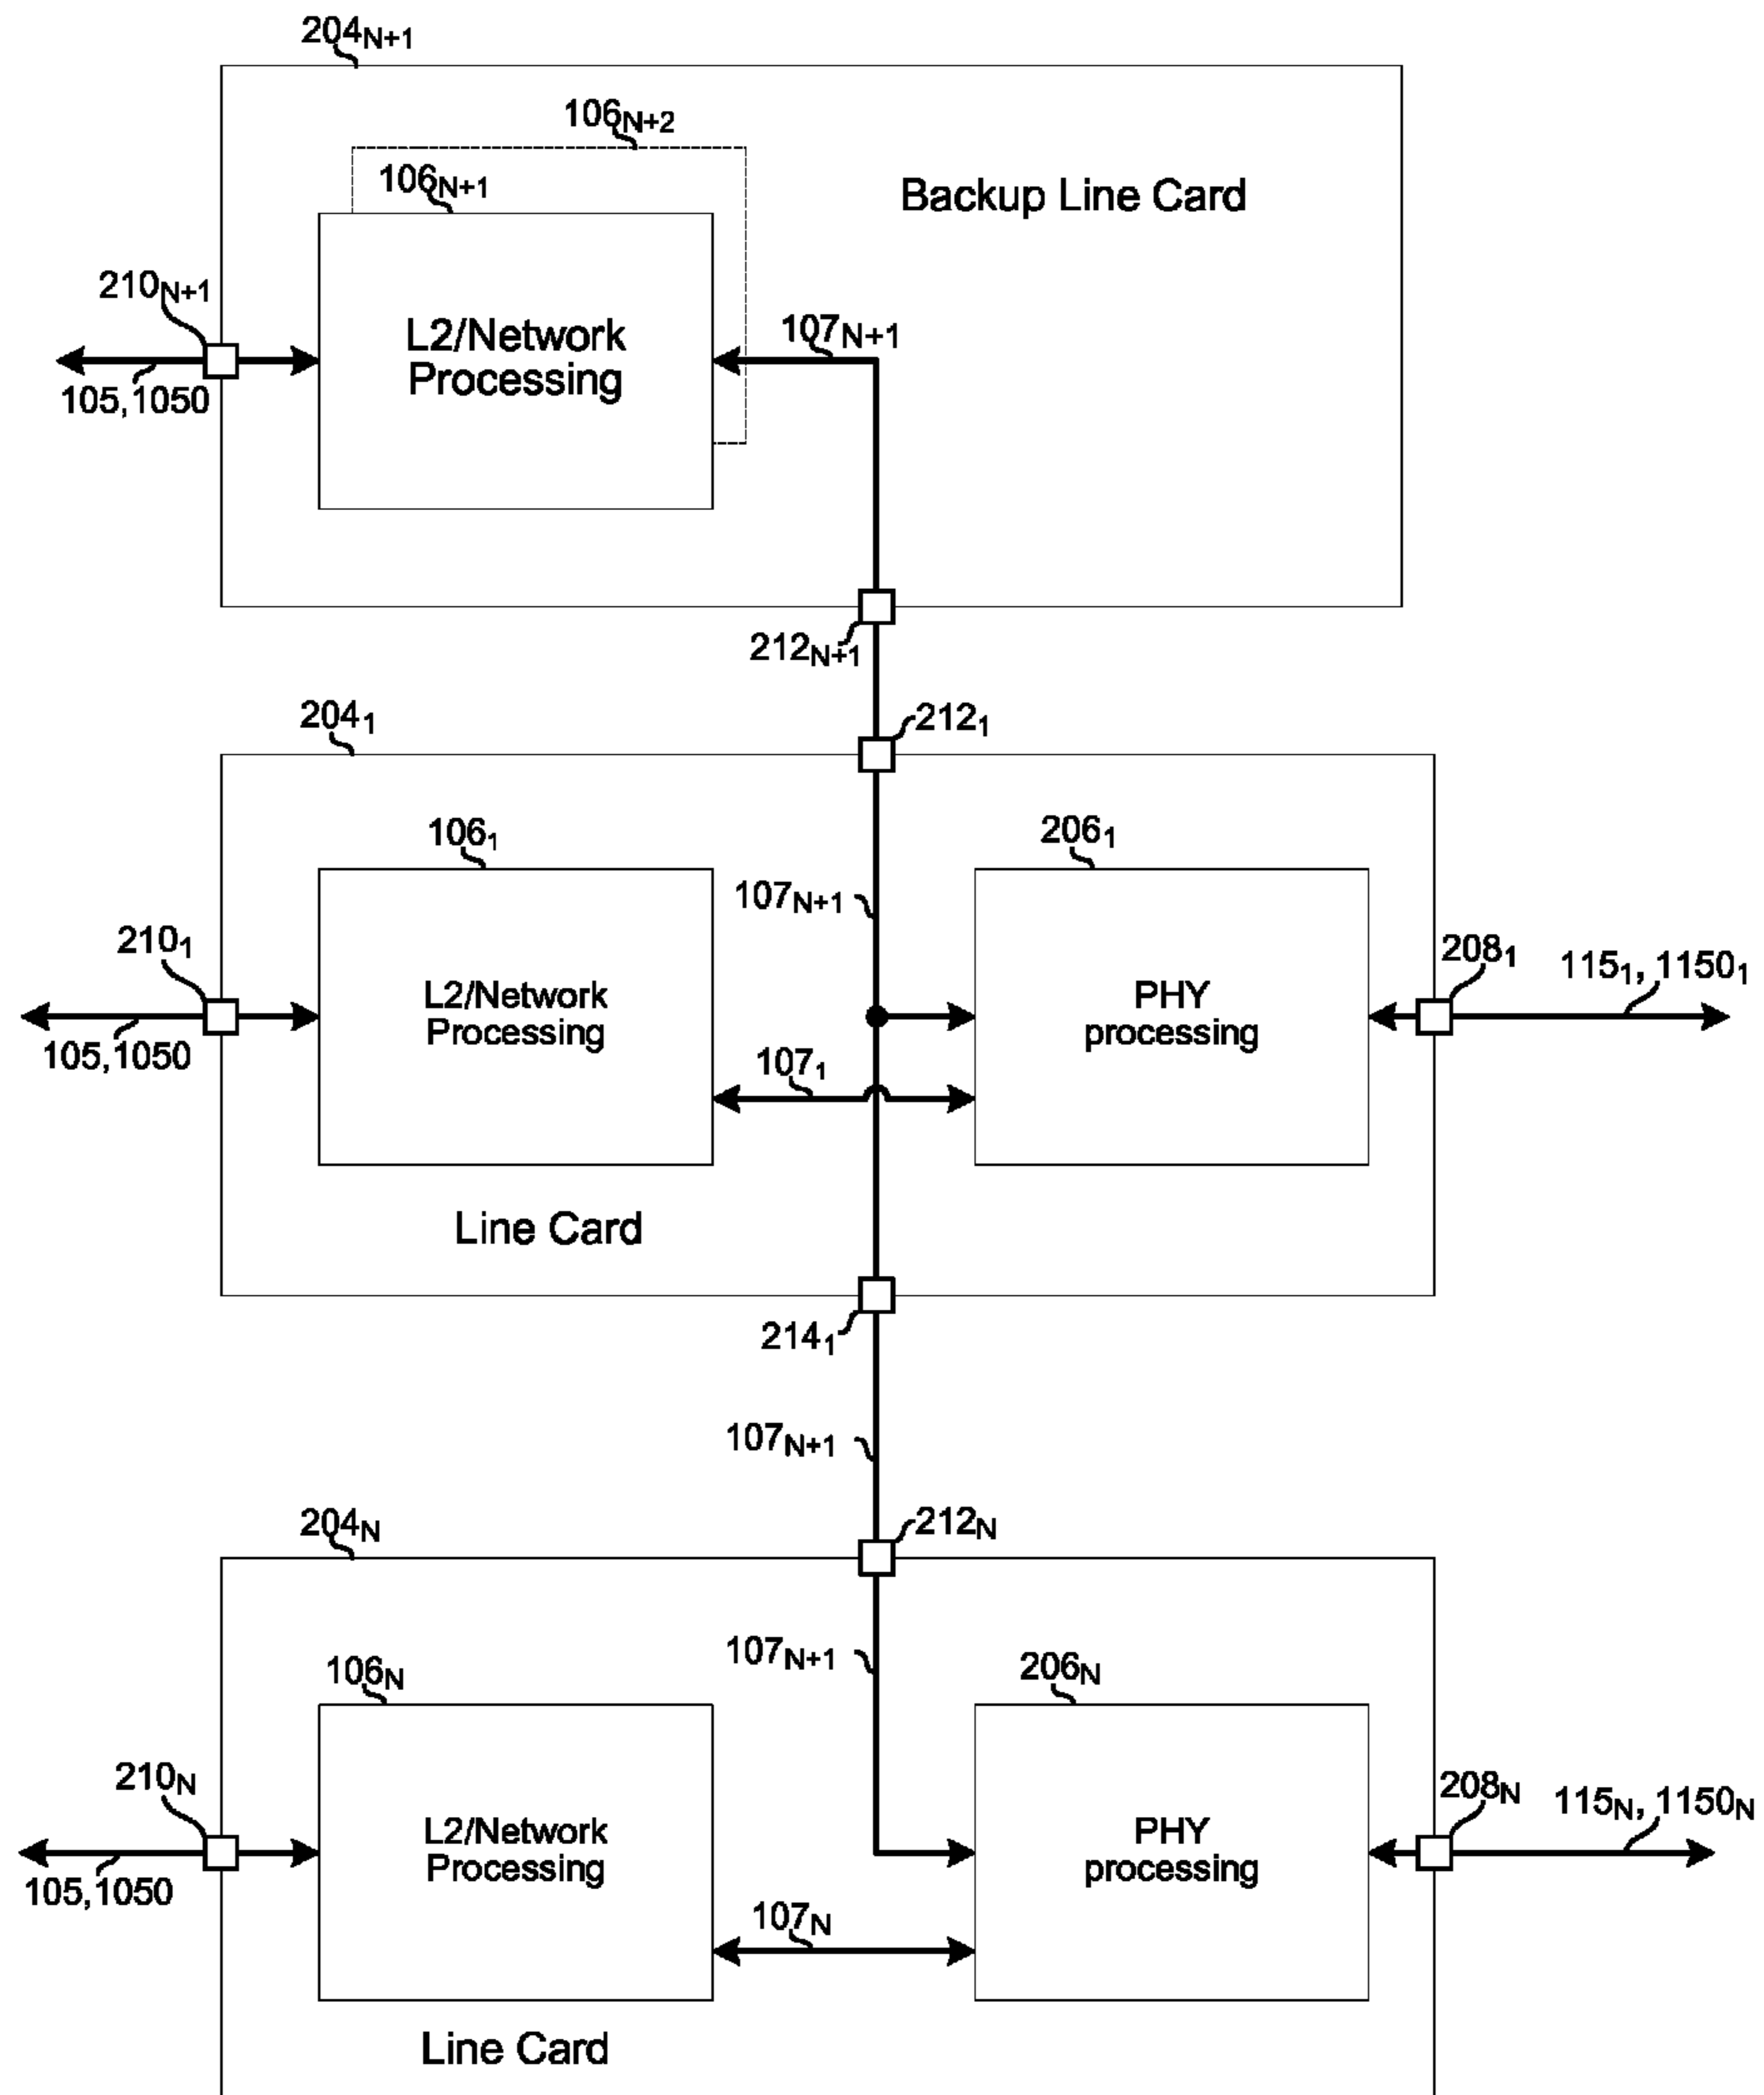 204N+1
106N+2
106N+1
Backup Line Card
210N+1
L2/Network
Processing
107N+1
105,1050
212N+1
2041
2121
1061
2061
107N+1
2101
2081
1151, 11501
L2/Network
Processing
PHY
processing
105,1050
1071
Line Card
2141
107N+1
204N
212N
107N+1
106N
206N
210N
208N
115N, 1150N
L2/Network
Processing
PHY
processing
105,1050
107N
Line Card